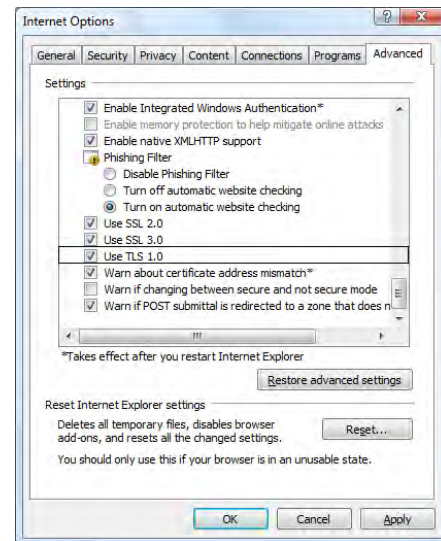 Internet Options
General Security Privacy Content Connections Programs Advanced
Settings
Enable Integrated Windows Authentication*
Enable memory protection to help mitigate online attacks
Enable native XMLHTTP support
Phishing Filter
Disable Phishing Filter
Turn off automatic website checking
Turn on automatic website checking
Use SSL 2.0
Use SSL 3.0
Use TLS 1.0
Warn about certificate address mismatch*
Warn if changing between secure and not secure mode
Warn if POST submittal is redirected to a zone that does n
*Takes effect after you restart Internet Explorer
Restore advanced settings
Reset Internet Explorer settings
Deletes all temporary files, disables browser
add-ons, and resets all the changed settings.
Reset...
You should only use this if your browser is in an unusable state.
OK Cancel Apply